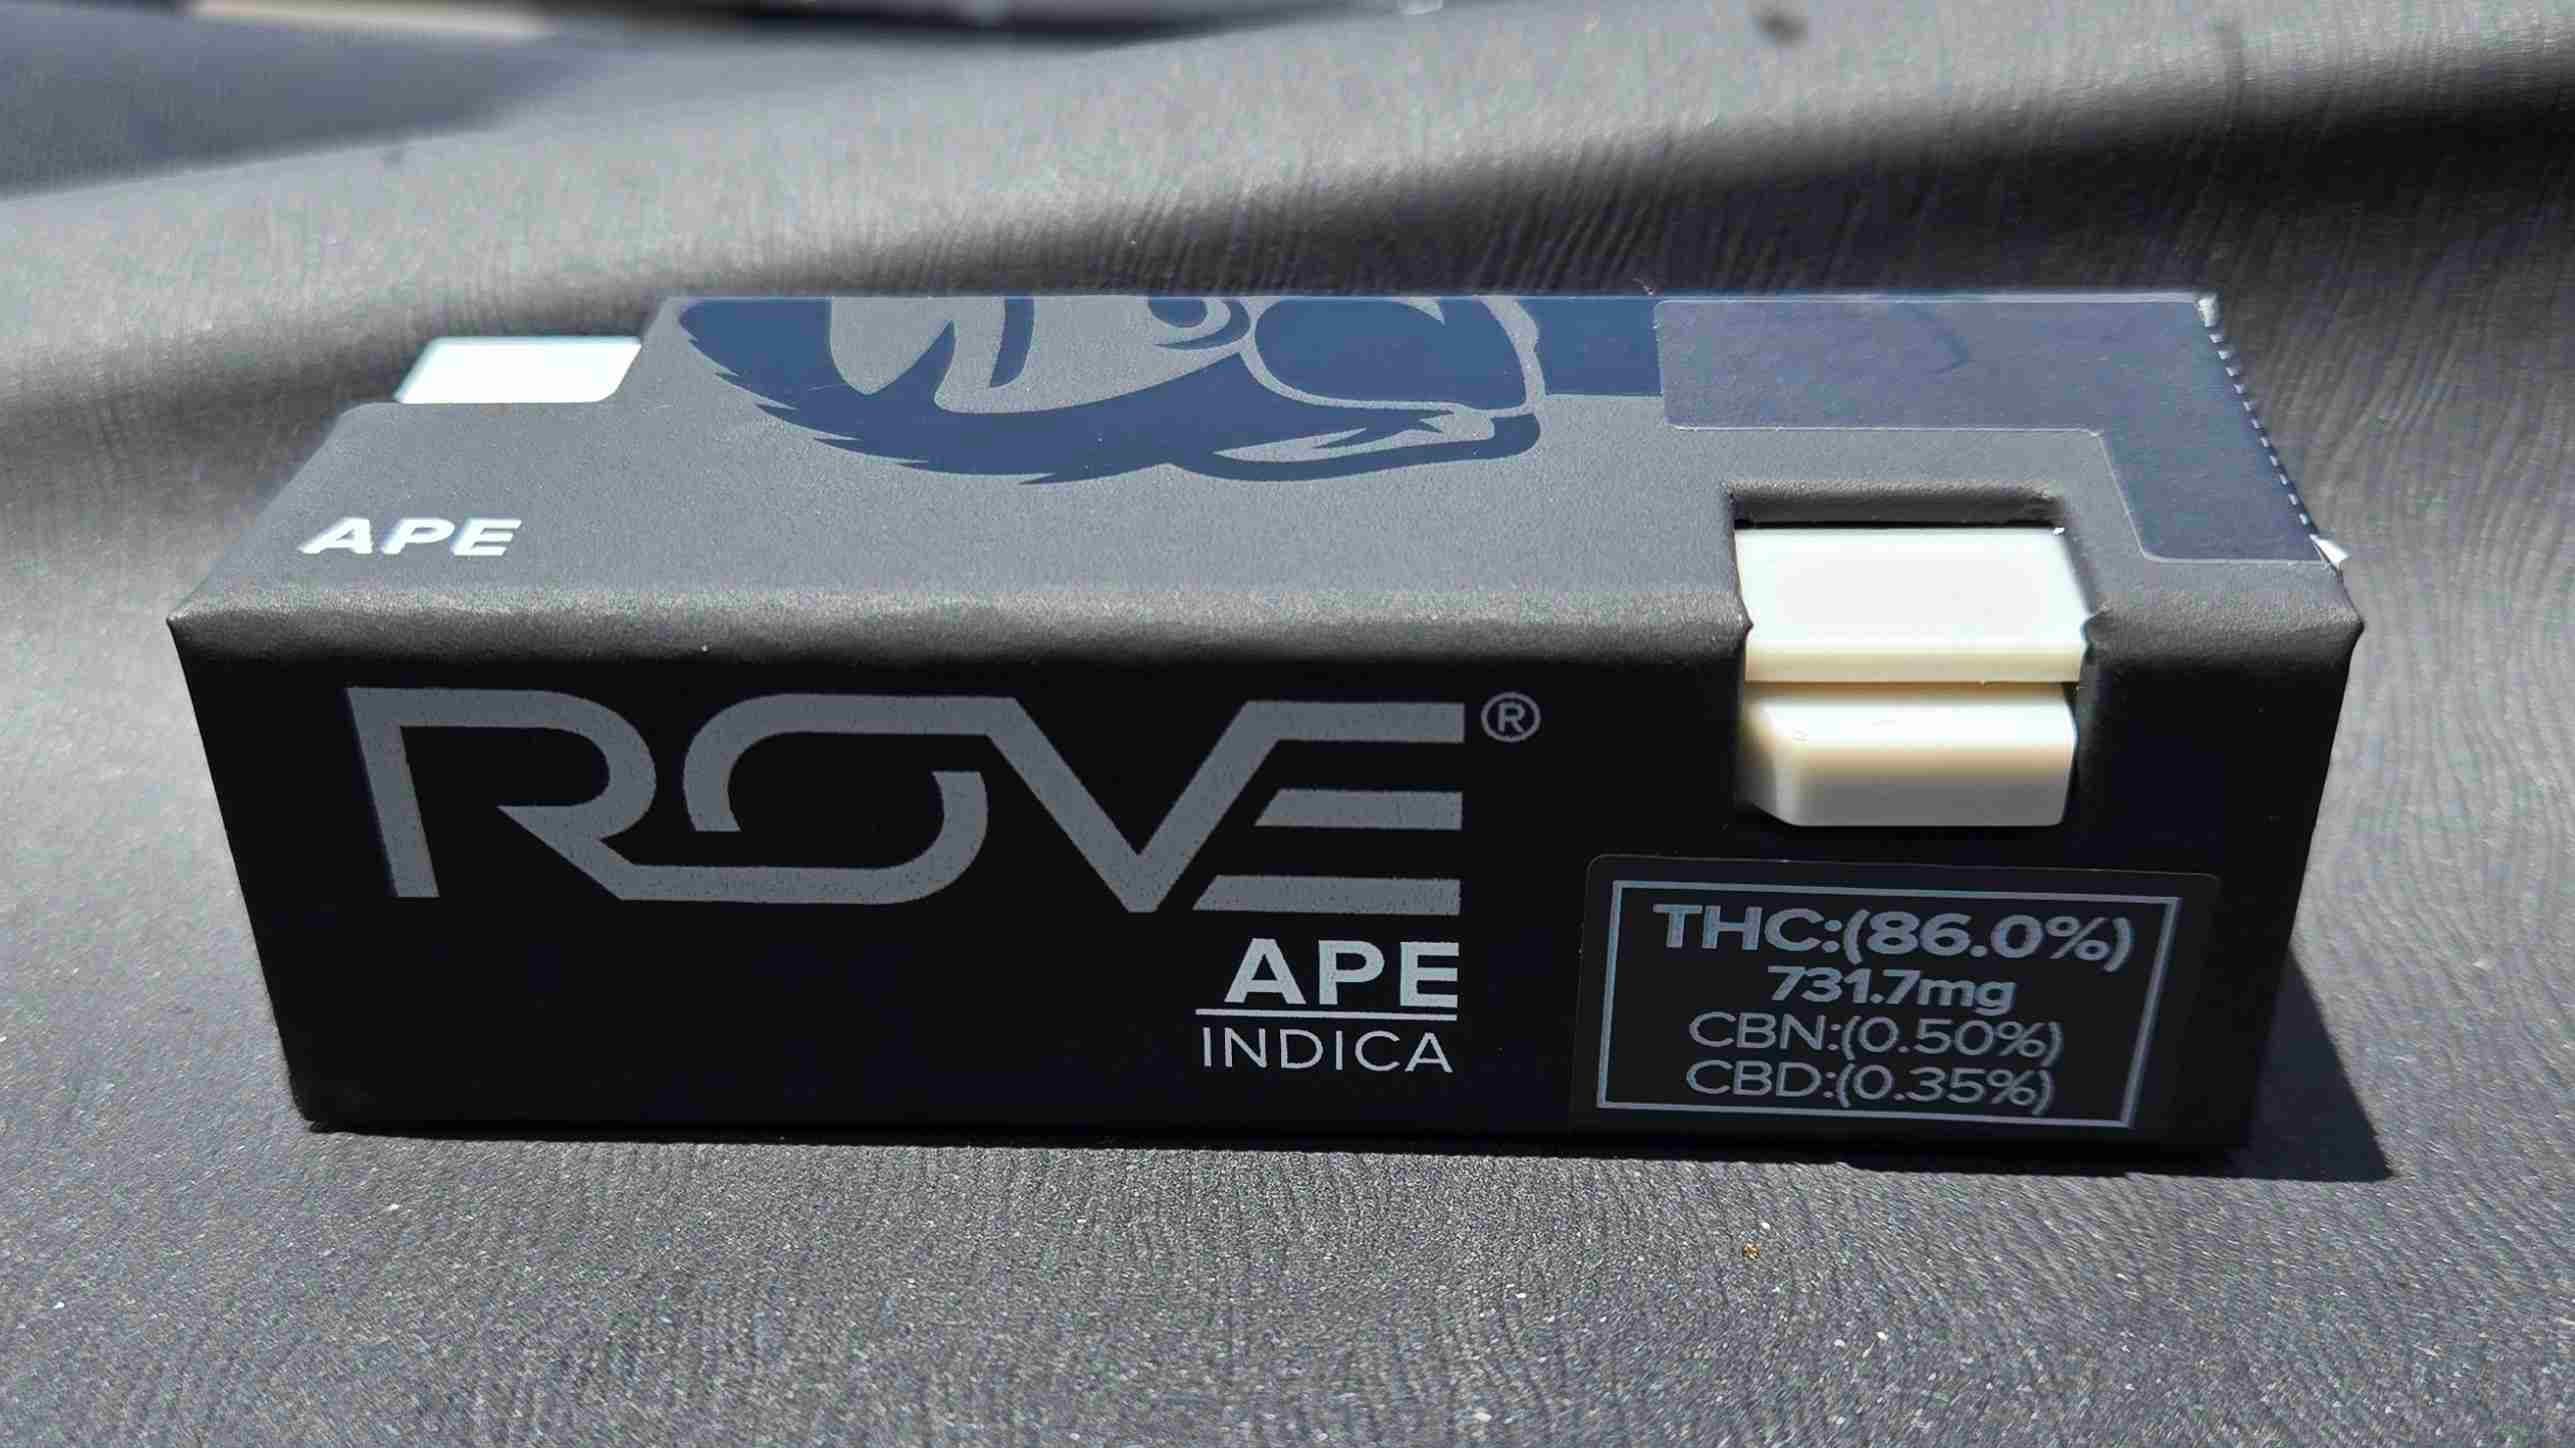 APE
ROVE®
APE
INDICA
THC:(86.0%)
731.7mg
CBN:(0.50%)
CBD:(0.35%)